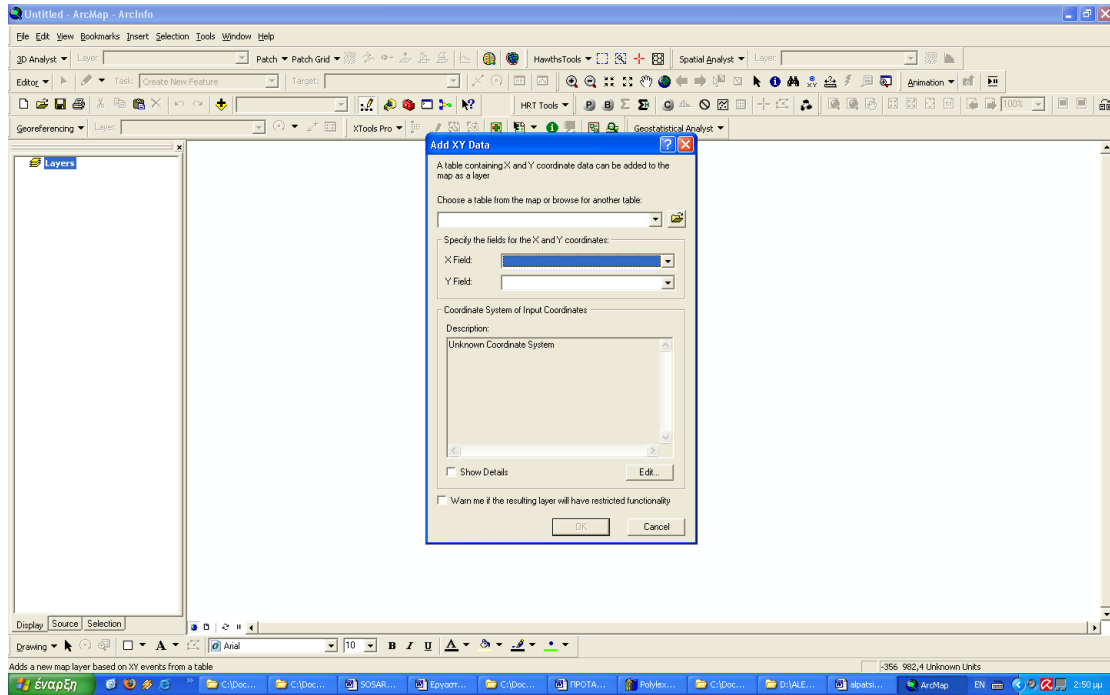 Untitled - ArcMap - ArcInfo
File Edit View Bookmarks Insert Selection Tools Window Help
3D Analyst Layer: Patch Patch Grid HawthsTools Spatial Analyst Layer:
Editor Task: Create New Feature Target: Animation
HRT Tools 100%
Georeferencing Layer: XTools Pro Geostatistical Analyst
Layers
Add XY Data
A table containing X and Y coordinate data can be added to the
map as a layer
Choose a table from the map or browse for another table:
Specify the fields for the X and Y coordinates:
X Field:
Y Field:
Coordinate System of Input Coordinates
Description:
Unknown Coordinate System
Show Details Edit...
Warn me if the resulting layer will have restricted functionality
OK Cancel
Display Source Selection
Drawing A Arial 10 B I U A
Adds a new map layer based on XY events from a table -356 982,4 Unknown Units
έναρξη C:\Doc... C:\Doc... SOSAR... Εργαστ... C:\Doc... ΠΡΟΤΑ... Polylex... C:\Doc... D:\ALE... alpatsi... ArcMap EN 2:50 μμ